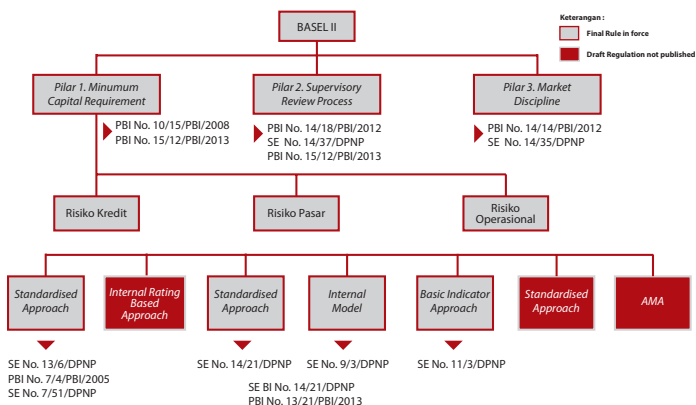 BASEL II
Keterangan :
Final Rule in force
Draft Regulation not published
Pilar 1. Minumum
Capital Requirement
Pilar 2. Supervisory
Review Process
Pilar 3. Market
Discipline
PBI No. 10/15/PBI/2008
PBI No. 15/12/PBI/2013
PBI No. 14/18/PBI/2012
SE No. 14/37/DPNP
PBI No. 15/12/PBI/2013
PBI No. 14/14/PBI/2012
SE No. 14/35/DPNP
Risiko Kredit
Risiko Pasar
Risiko
Operasional
Standardised
Approach
Internal Rating
Based
Approach
Standardised
Approach
Internal
Model
Basic Indicator
Approach
Standardised
Approach
AMA
SE No. 13/6/DPNP
PBI No. 7/4/PBI/2005
SE No. 7/51/DPNP
SE No. 14/21/DPNP
SE No. 9/3/DPNP
SE BI No. 14/21/DPNP
PBI No. 13/21/PBI/2013
SE No. 11/3/DPNP